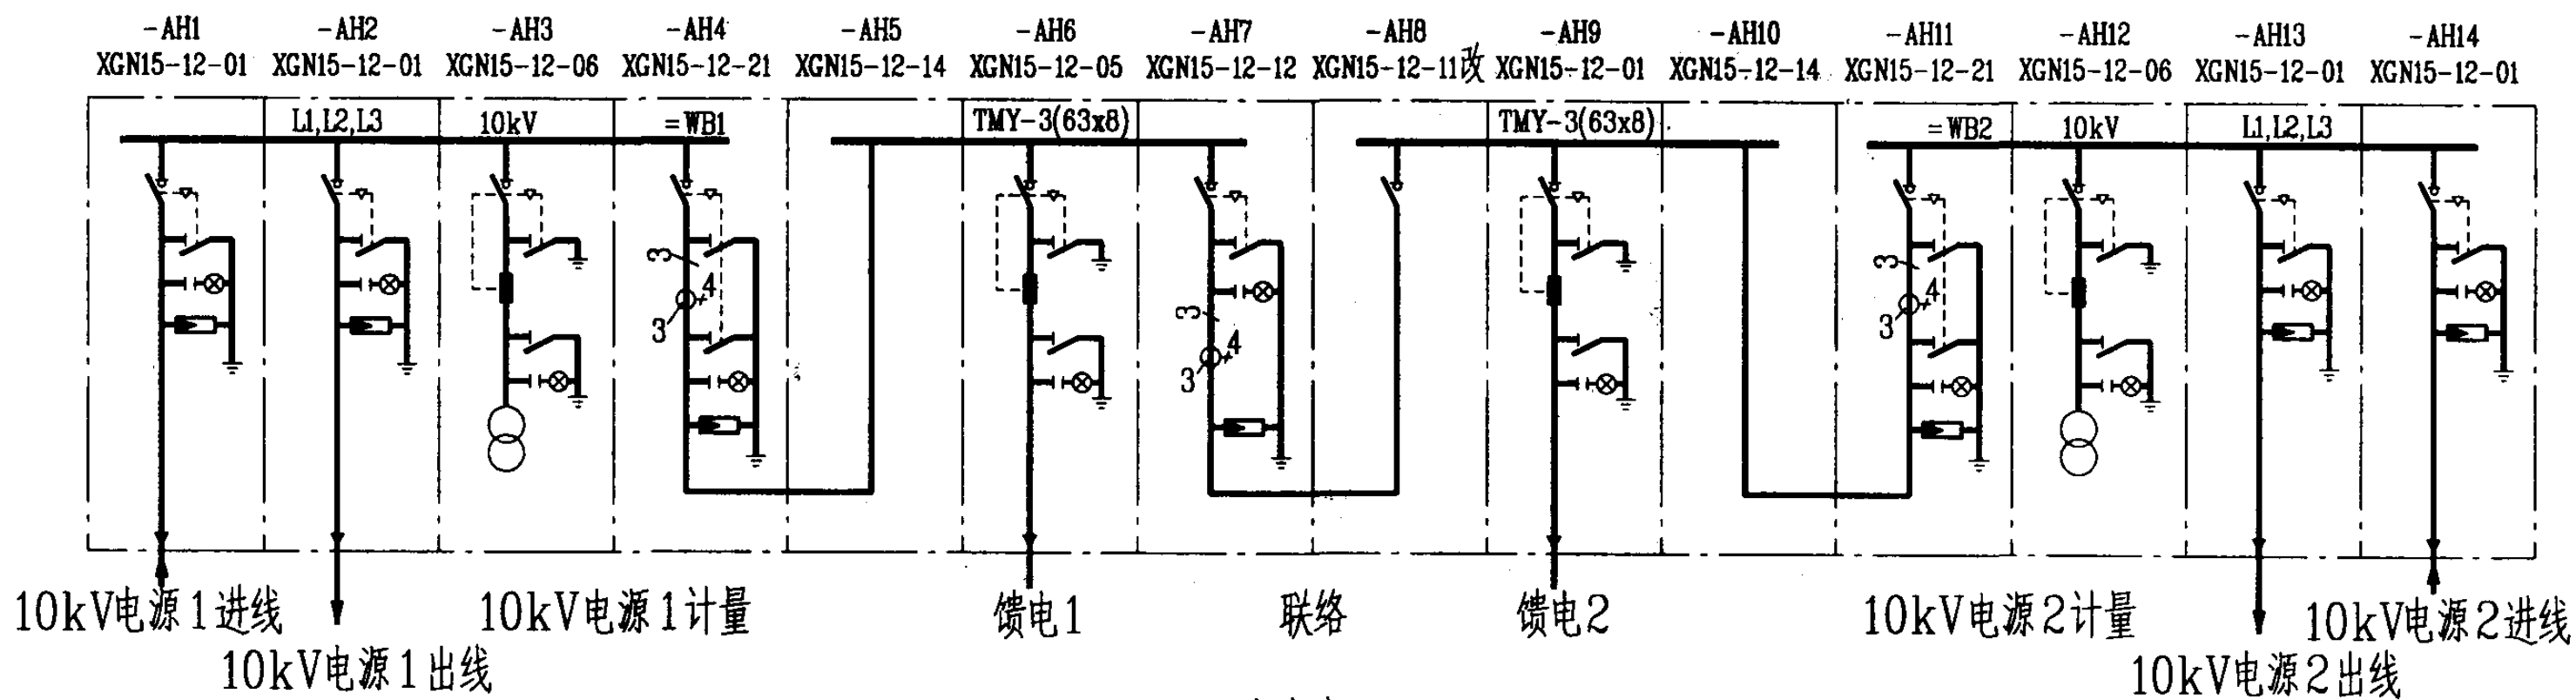 -AH1 -AH2 -AH3 -AH4 -AH5 -AH6 -AH7 -AH8 -AH9 -AH10 -AH11 -AH12 -AH13 -AH14
XGN15-12-01 XGN15-12-01 XGN15-12-06 XGN15-12-21 XGN15-12-14 XGN15-12-05 XGN15-12-12 XGN15-12-11改 XGN15-12-01 XGN15-12-14 XGN15-12-21 XGN15-12-06 XGN15-12-01 XGN15-12-01
L1,L2,L3 10kV =WB1 TMY-3(63x8) TMY-3(63x8) =WB2 10kV L1,L2,L3
3 3
4 4
3 3
3
4
3
10kV电源1进线 10kV电源1计量 馈电1 联络 馈电2 10kV电源2计量 10kV电源2进线
10kV电源1出线 10kV电源2出线